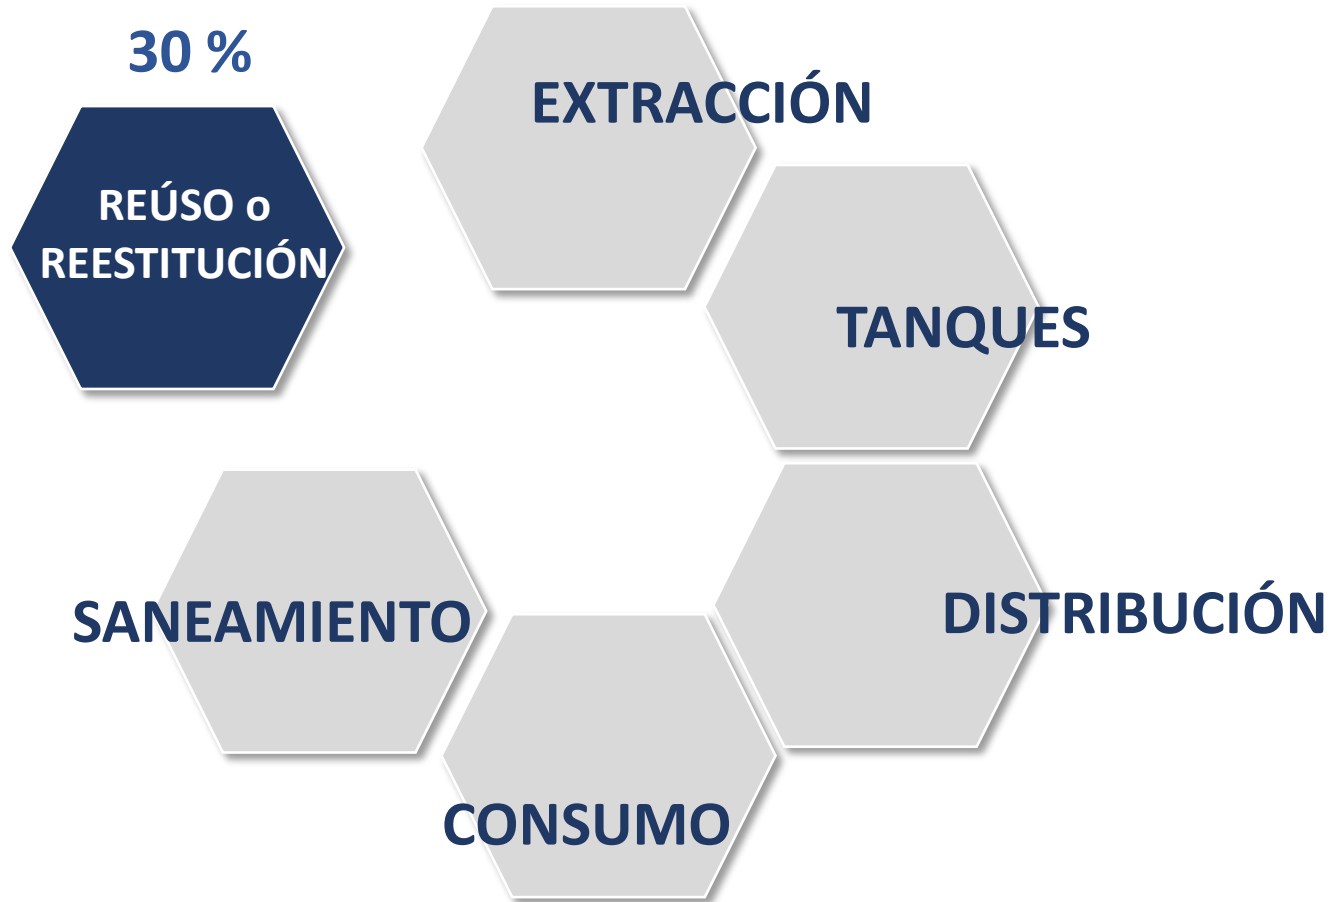 30 %
REÚSO o
REESTITUCIÓN
EXTRACCIÓN
TANQUES
DISTRIBUCIÓN
CONSUMO
SANEAMIENTO